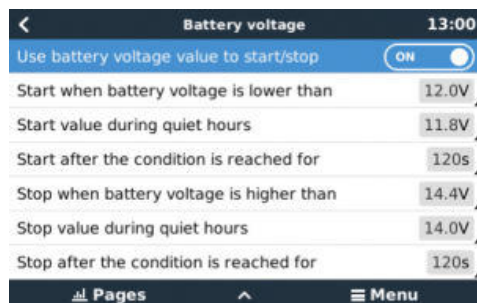 Battery voltage 13:00
Use battery voltage value to start/stop ON
Start when battery voltage is lower than 12.0V
Start value during quiet hours 11.8V
Start after the condition is reached for 120s
Stop when battery voltage is higher than 14.4V
Stop value during quiet hours 14.0V
Stop after the condition is reached for 120s
Pages Menu